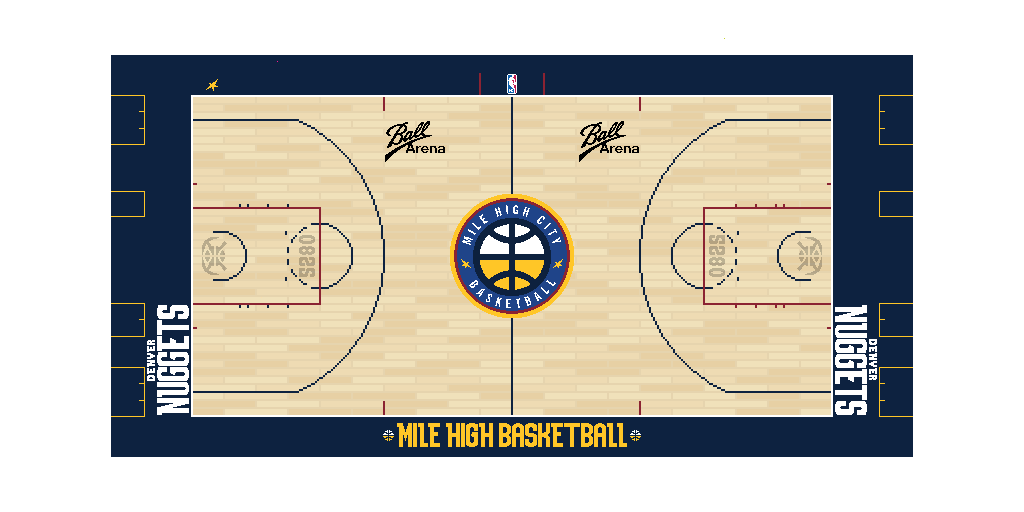 Ball
Arena
Ball
Arena
MILE HIGH CITY
BASKETBALL
5280
5280
DENVER
NUGGETS
DENVER
NUGGETS
MILE HIGH BASKETBALL